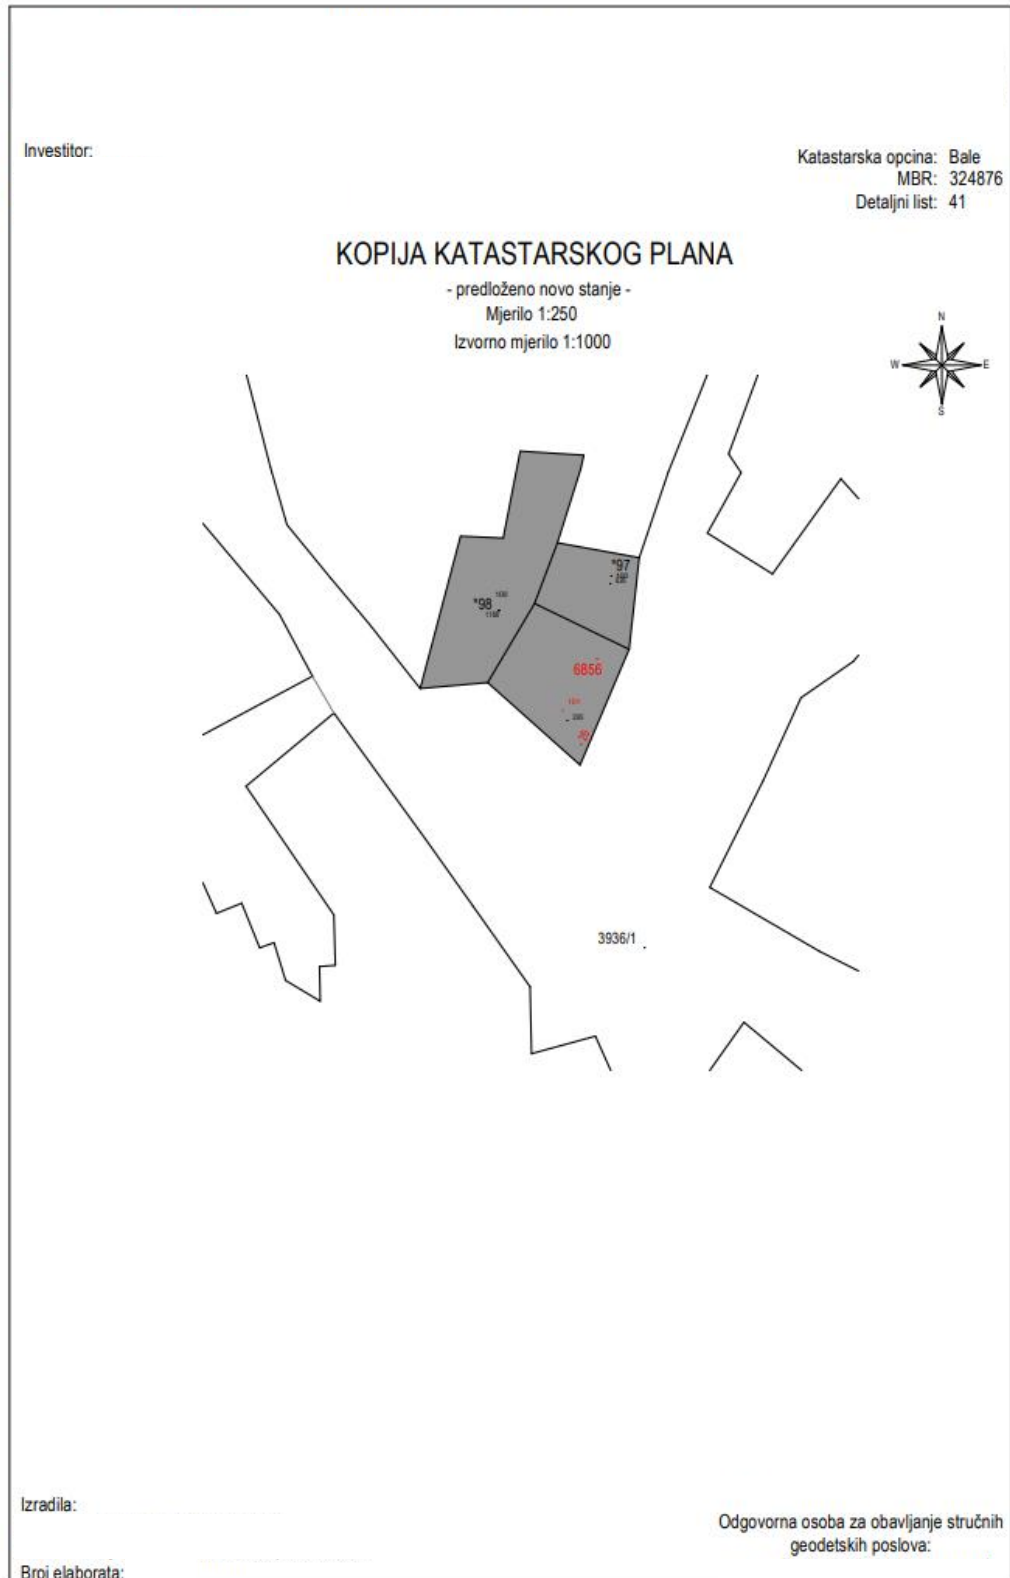 Investitor:
Katastarska opcina: Bale
MBR: 324876
Detaljni list: 41
KOPIJA KATASTARSKOG PLANA
- predloženo novo stanje -
Mjerilo 1:250
Izvorno mjerilo 1:1000
N
W E
S
*97
*98
6856
3936/1
Izradila:
Odgovorna osoba za obavljanje stručnih
geodetskih poslova:
Broj elaborata: